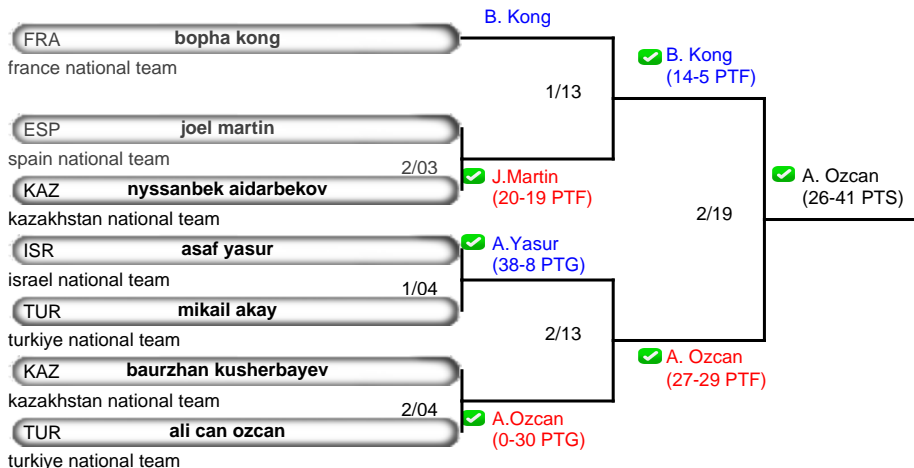 B. Kong
FRA bopha kong
france national team
B. Kong
(14-5 PTF)
1/13
ESP joel martin
spain national team
2/03
J.Martin
(20-19 PTF)
KAZ nyssanbek aidarbekov
kazakhstan national team
A. Ozcan
(26-41 PTS)
2/19
ISR asaf yasur
israel national team
A.Yasur
(38-8 PTG)
1/04
TUR mikail akay
turkiye national team
2/13
KAZ baurzhan kusherbayev
kazakhstan national team
A. Ozcan
(27-29 PTF)
2/04
A.Ozcan
(0-30 PTG)
TUR ali can ozcan
turkiye national team